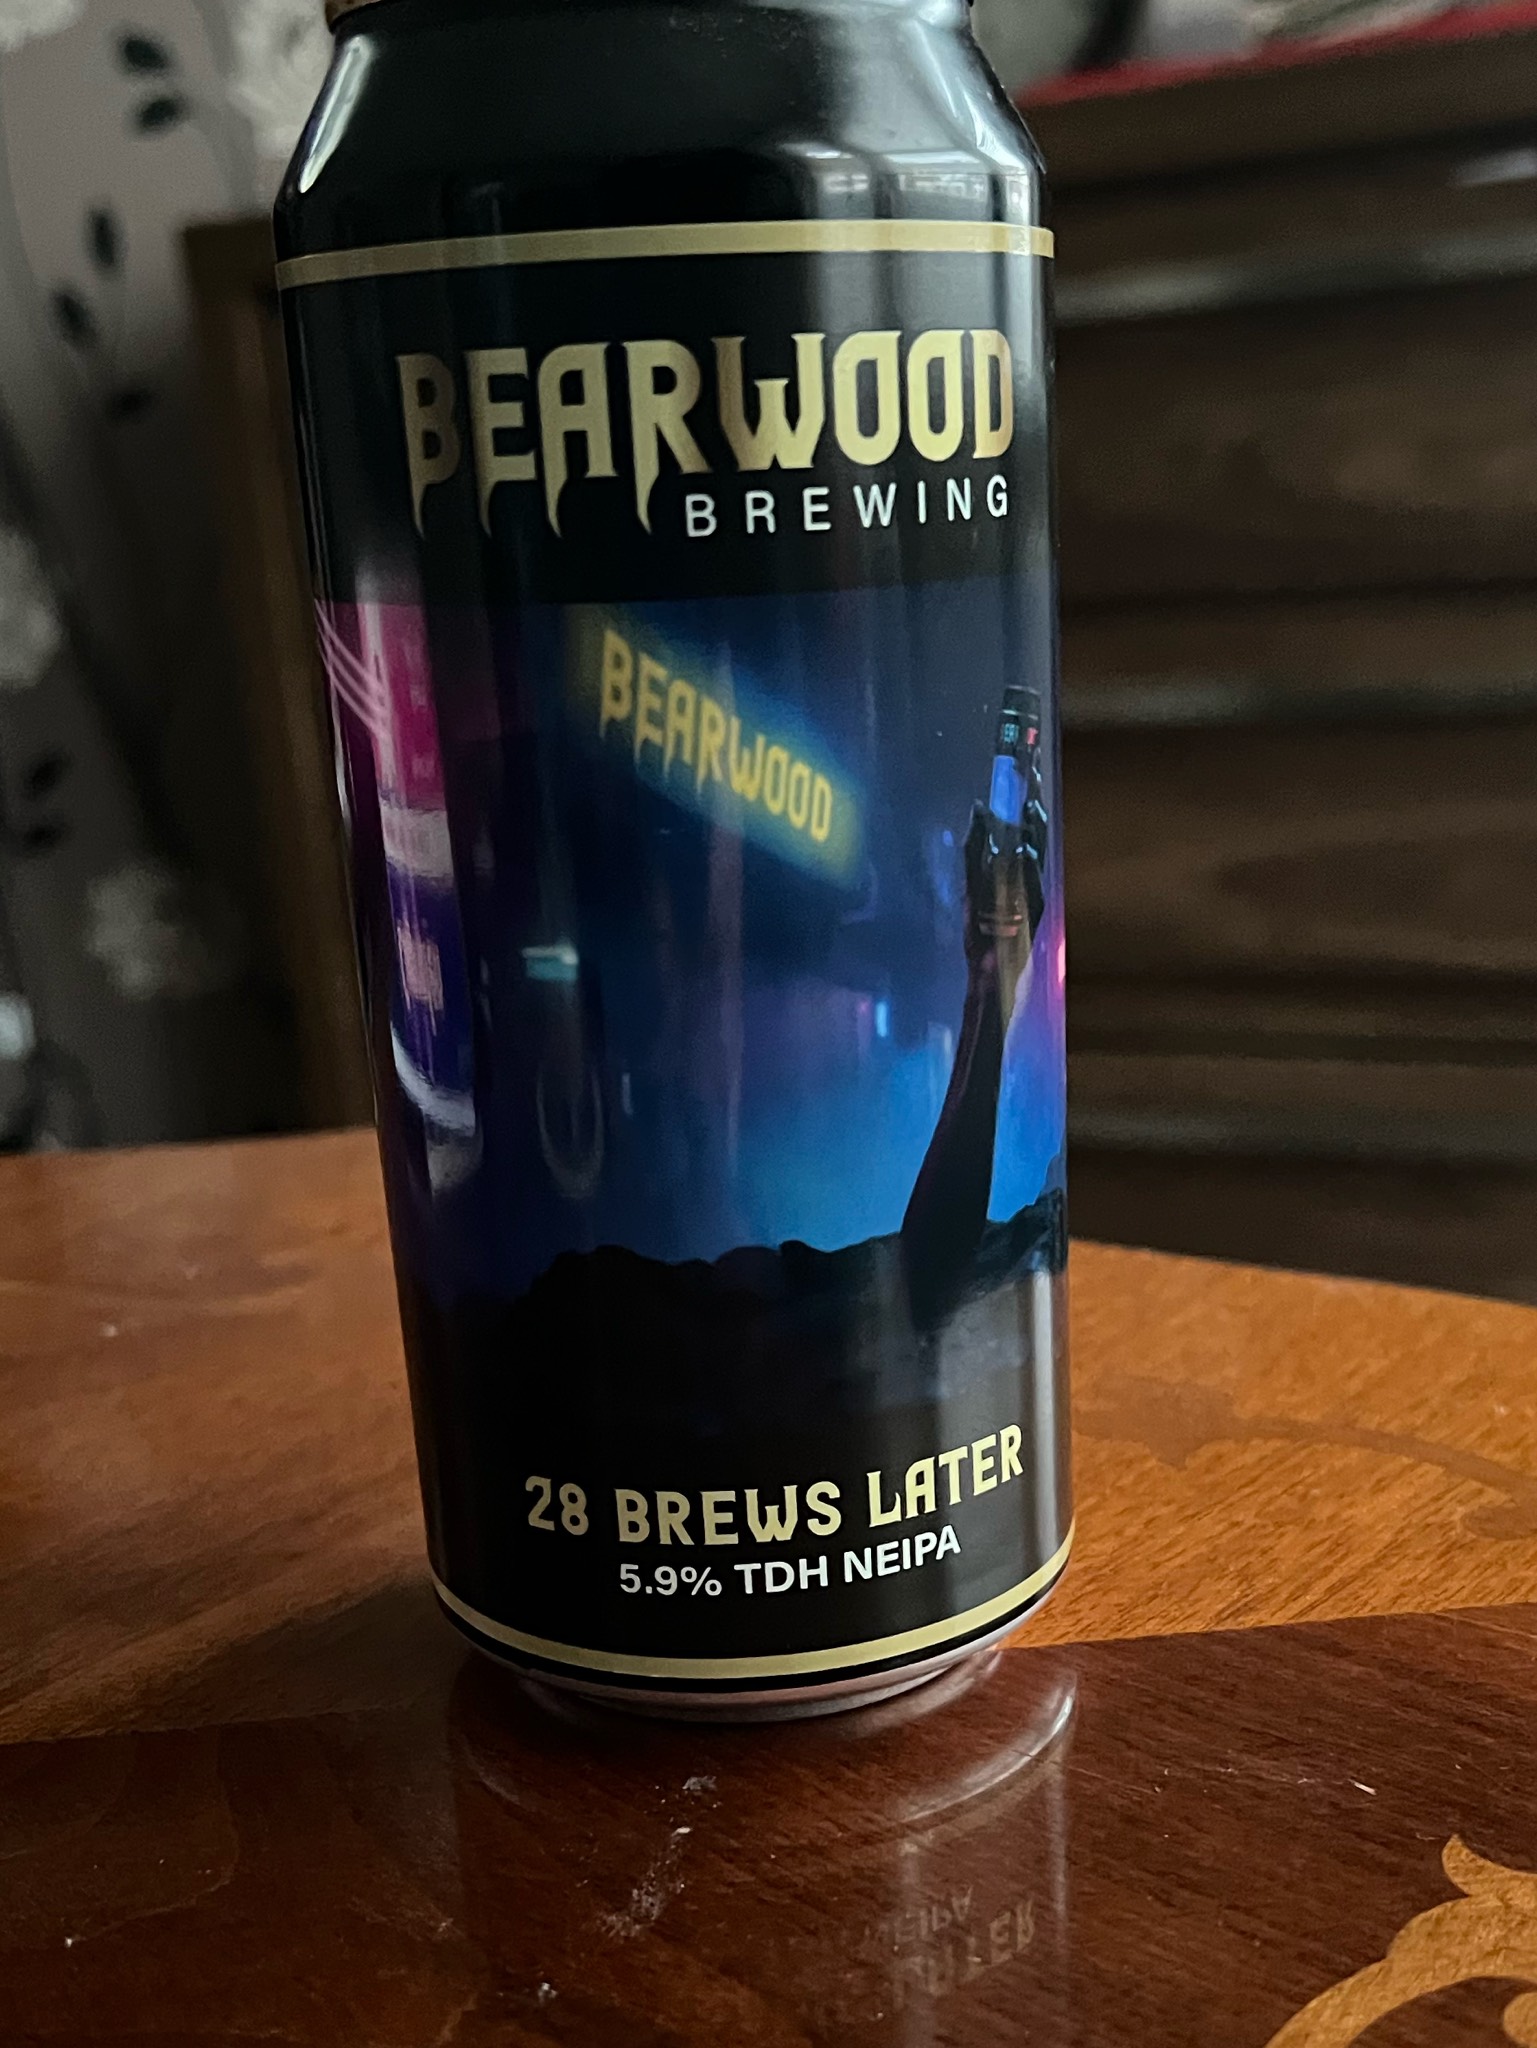 BEARWOOD
BREWING
BEARWOOD
28 BREWS LATER
5.9% TDH NEIPA